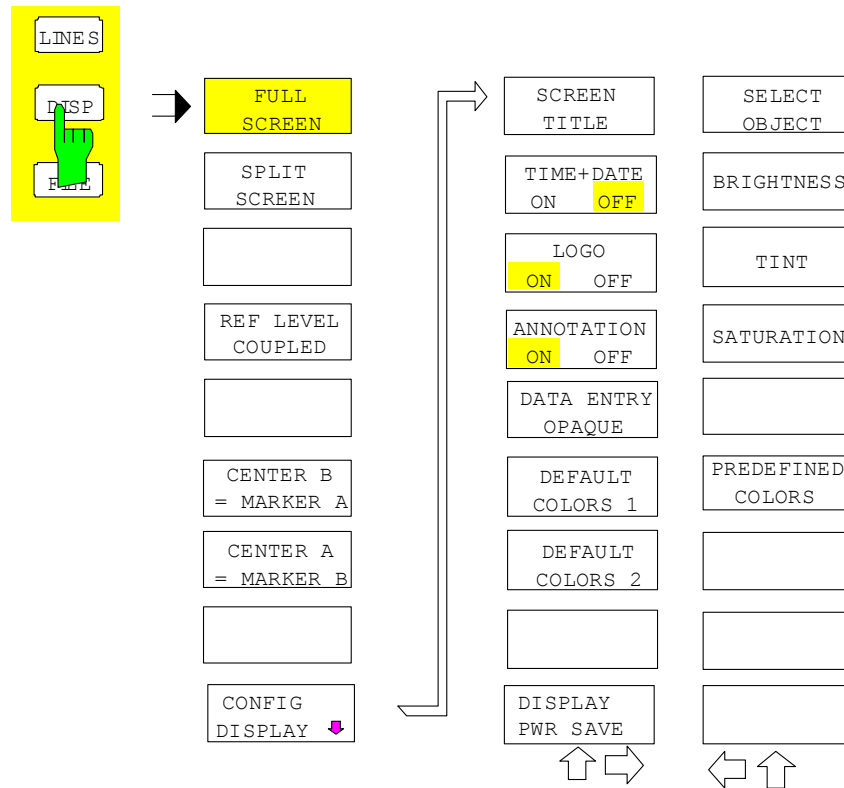 LINES
DISP
FILE
FULL
SCREEN
SPLIT
SCREEN
REF LEVEL
COUPLED
CENTER B
= MARKER A
CENTER A
= MARKER B
CONFIG
DISPLAY
SCREEN
TITLE
TIME+DATE
ON OFF
LOGO
ON OFF
ANNOTATION
ON OFF
DATA ENTRY
OPAQUE
DEFAULT
COLORS 1
DEFAULT
COLORS 2
DISPLAY
PWR SAVE
SELECT
OBJECT
BRIGHTNESS
TINT
SATURATION
PREDEFINED
COLORS